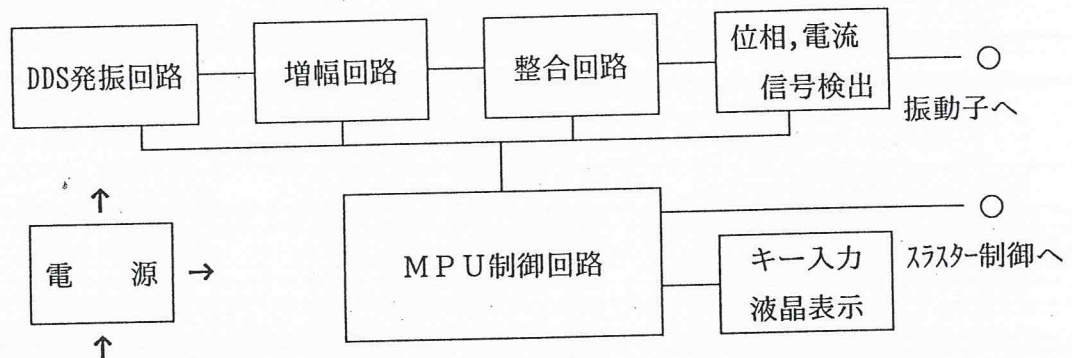 DDS発振回路
増幅回路
整合回路
位相,電流
信号検出
振動子へ
電　源
ＭＰＵ制御回路
キー入力
液晶表示
ｽﾗｽﾀｰ制御へ